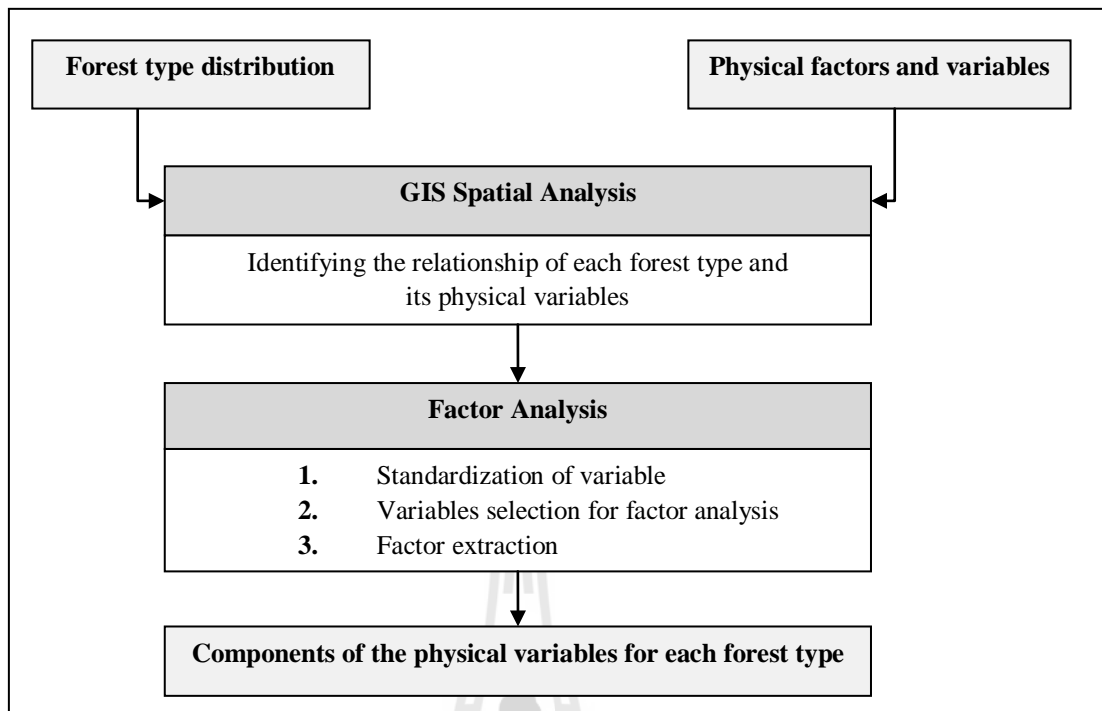 Forest type distribution
Physical factors and variables
GIS Spatial Analysis
Identifying the relationship of each forest type and
its physical variables
Factor Analysis
1. Standardization of variable
2. Variables selection for factor analysis
3. Factor extraction
Components of the physical variables for each forest type